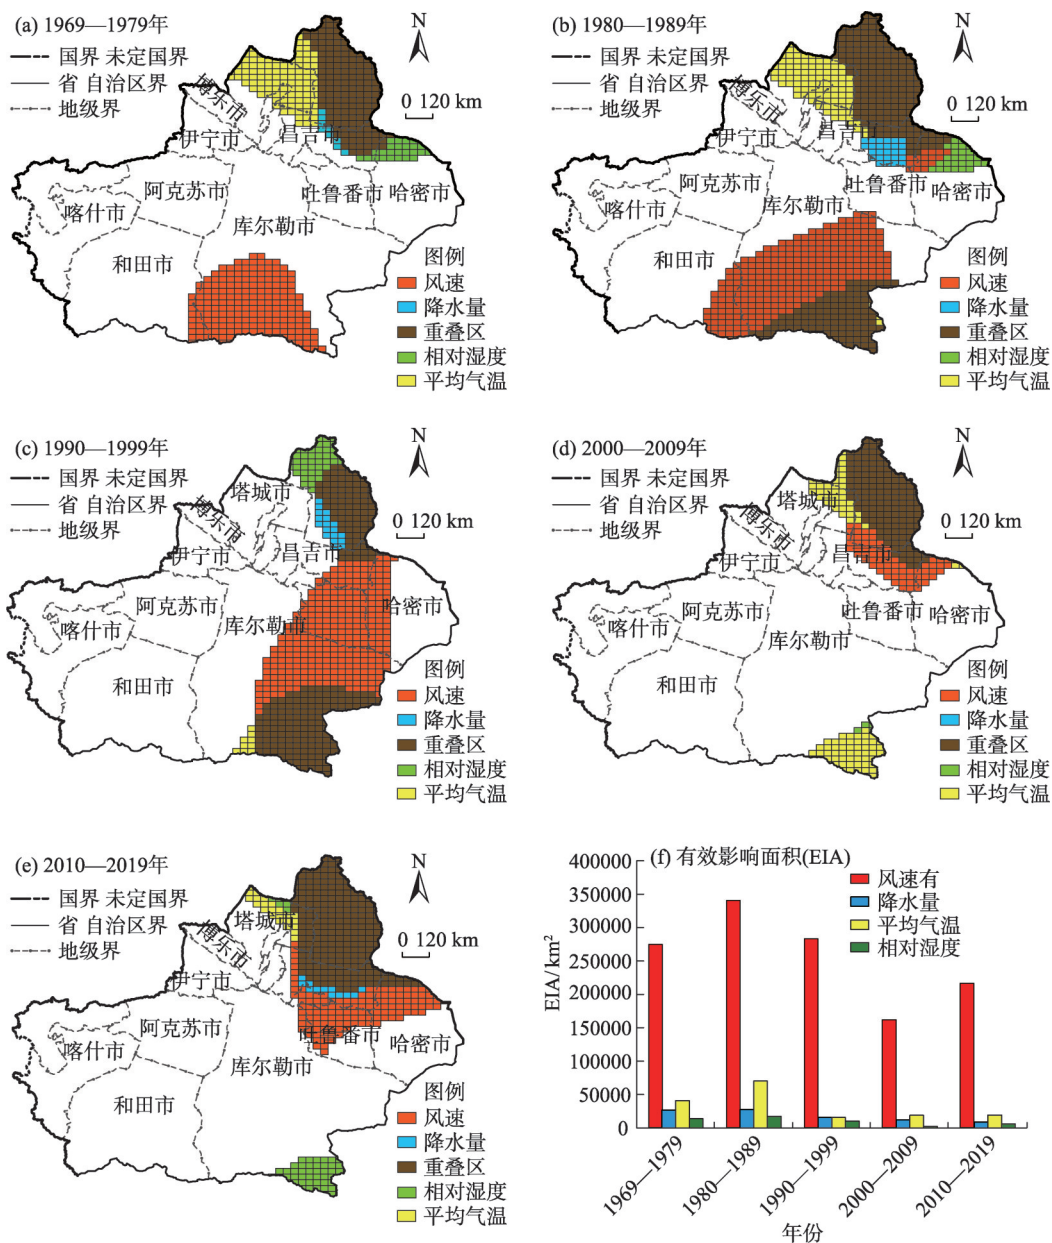 (a) 1969—1979年
国界 未定国界
省 自治区界
地级界
N
0 120 km
博乐市
伊宁市
昌吉市
阿克苏市
吐鲁番市
哈密市
喀什市
库尔勒市
和田市
图例
风速
降水量
重叠区
相对湿度
平均气温
(b) 1980—1989年
国界 未定国界
省 自治区界
地级界
N
0 120 km
博乐市
伊宁市
昌吉市
阿克苏市
吐鲁番市
哈密市
喀什市
库尔勒市
和田市
图例
风速
降水量
重叠区
相对湿度
平均气温
(c) 1990—1999年
国界 未定国界
省 自治区界
地级界
N
0 120 km
塔城市
博乐市
伊宁市
昌吉市
阿克苏市
哈密市
喀什市
库尔勒市
和田市
图例
风速
降水量
重叠区
相对湿度
平均气温
(d) 2000—2009年
国界 未定国界
省 自治区界
地级界
N
0 120 km
塔城市
博乐市
伊宁市
昌吉市
阿克苏市
吐鲁番市
哈密市
喀什市
库尔勒市
和田市
图例
风速
降水量
重叠区
相对湿度
平均气温
(e) 2010—2019年
国界 未定国界
省 自治区界
地级界
N
0 120 km
塔城市
博乐市
伊宁市
阿克苏市
吐鲁番市
哈密市
喀什市
库尔勒市
和田市
图例
风速
降水量
重叠区
相对湿度
平均气温
(f) 有效影响面积(EIA)
风速有
降水量
平均气温
相对湿度
EIA/ km²
400000
350000
300000
250000
200000
150000
100000
50000
0
1969—1979
1980—1989
1990—1999
2000—2009
2010—2019
年份